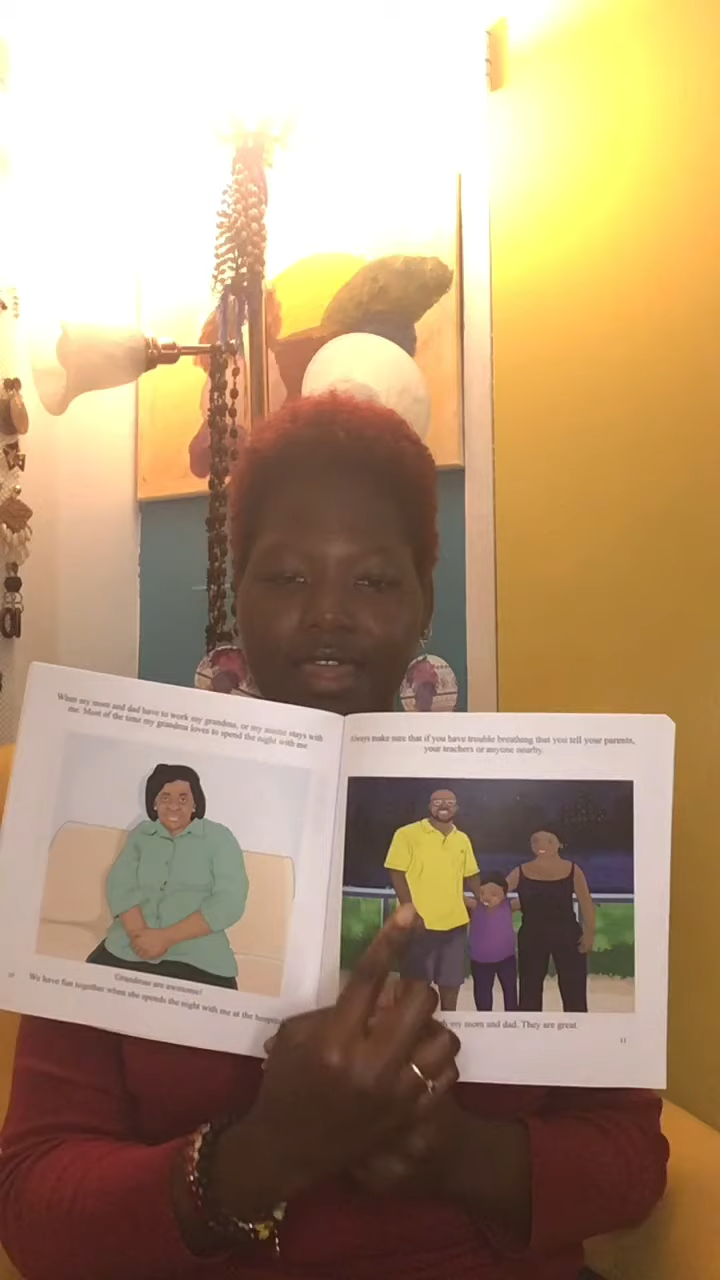 When my mom and dad have to work my grandma, or my auntie stays with
me. Most of the time my grandma loves to spend the night with me
Grandmas are awesome!
We have fun together when she spends the night with me at the hospital
10
Always make sure that if you have trouble breathing that you tell your parents,
your teachers or anyone nearby.
my mom and dad. They are great.
11